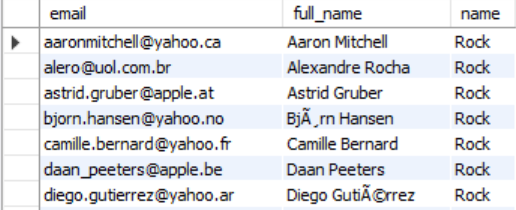 email full_name name
aaronmitchell@yahoo.ca Aaron Mitchell Rock
alero@uol.com.br Alexandre Rocha Rock
astrid.gruber@apple.at Astrid Gruber Rock
bjorn.hansen@yahoo.no BjÃ¸rn Hansen Rock
camille.bernard@yahoo.fr Camille Bernard Rock
daan_peeters@apple.be Daan Peeters Rock
diego.gutierrez@yahoo.ar Diego GutiÃ©rrez Rock